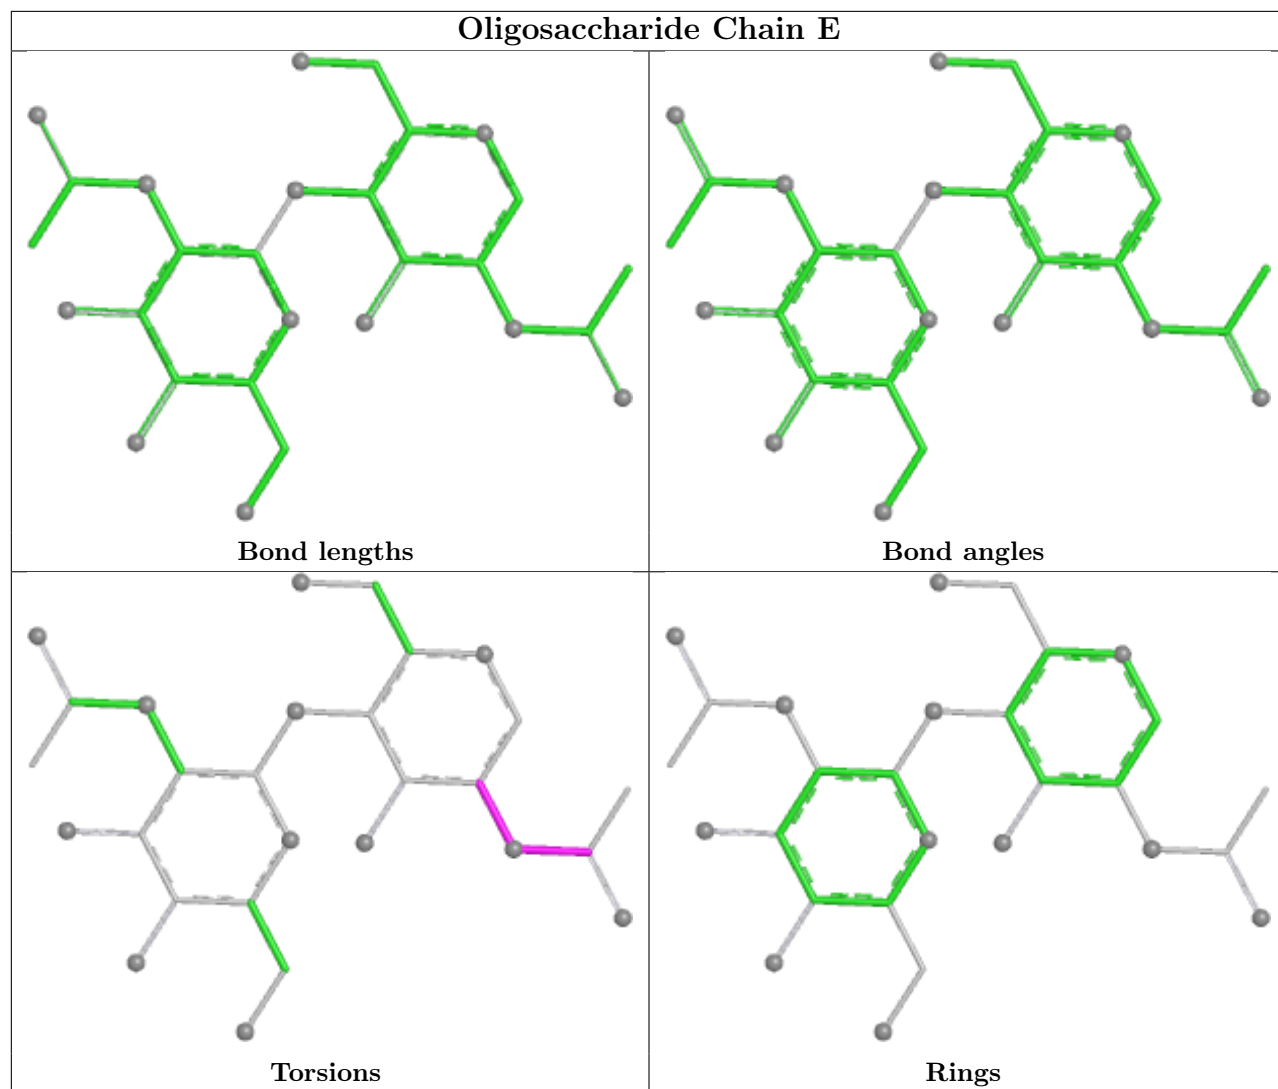 Oligosaccharide Chain E
Bond lengths
Bond angles
Torsions
Rings